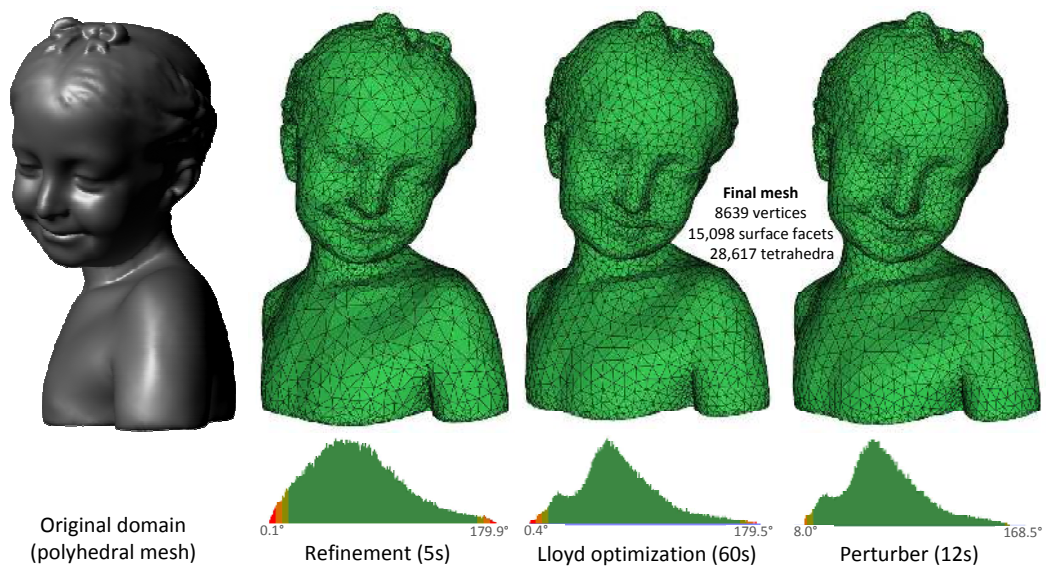 Final mesh
8639 vertices
15,098 surface facets
28,617 tetrahedra
0.1° 179.9°
0.4° 179.5°
8.0° 168.5°
Original domain
(polyhedral mesh)
Refinement (5s)
Lloyd optimization (60s)
Perturber (12s)